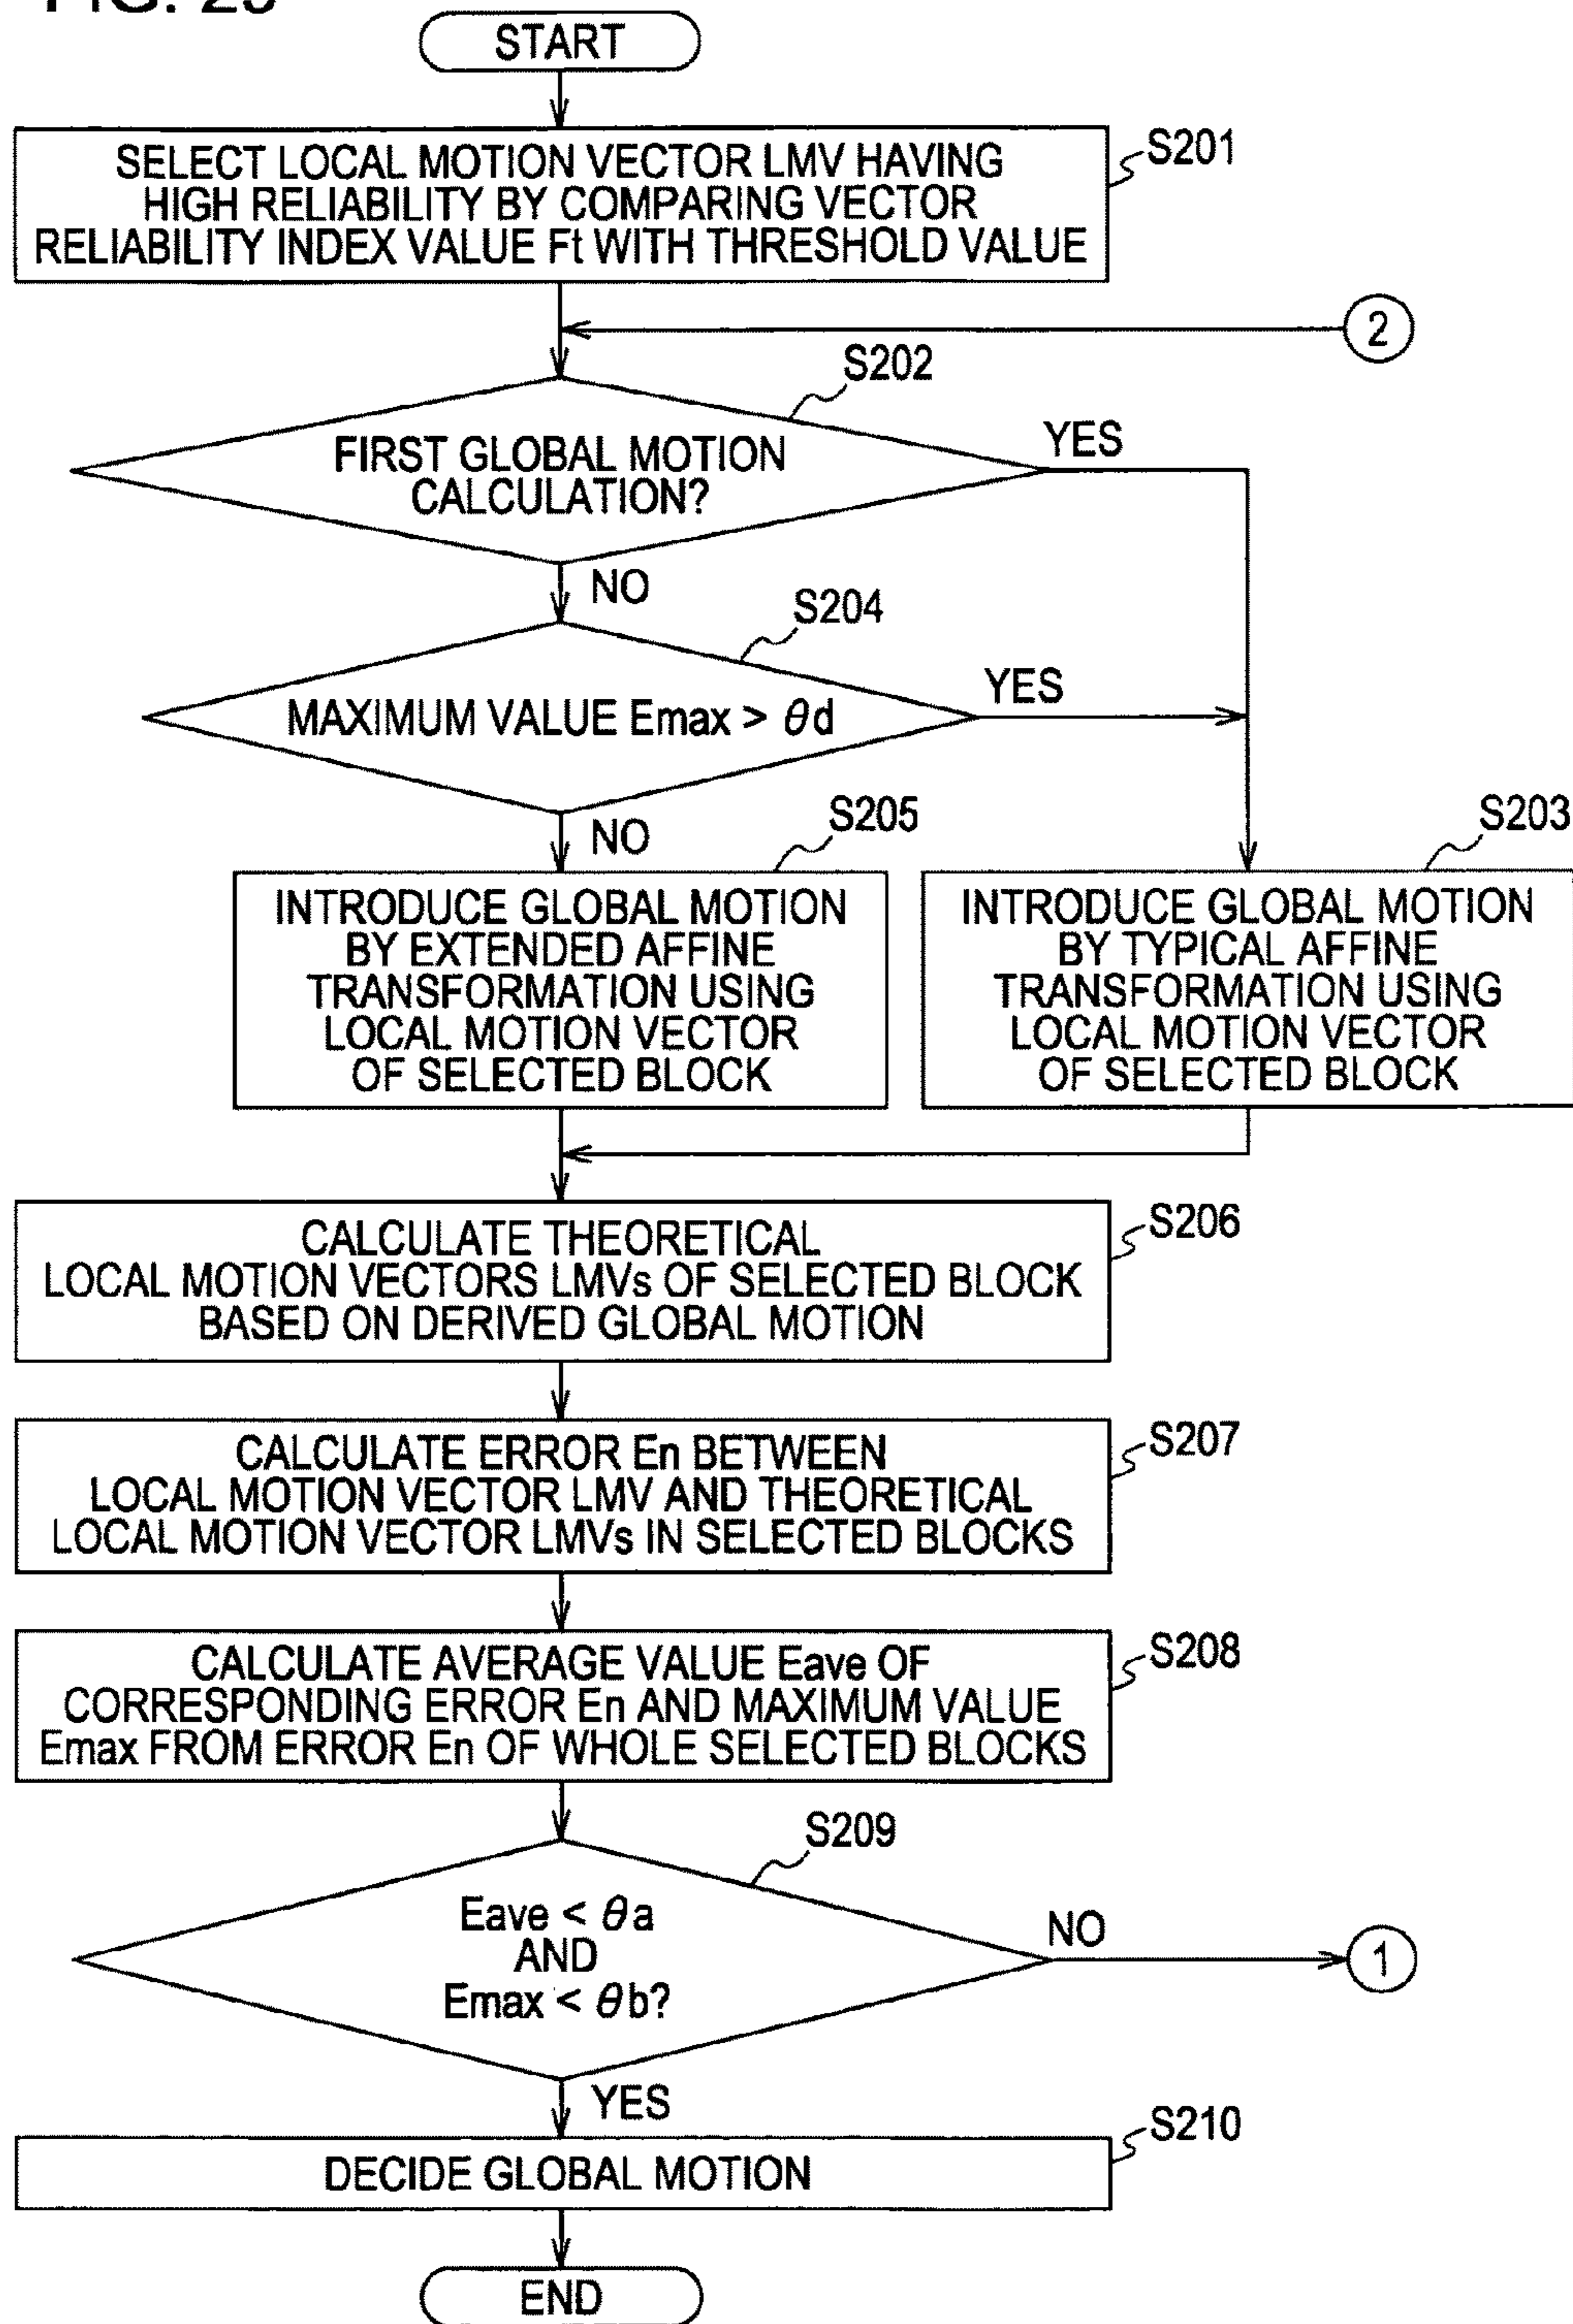 START
SELECT LOCAL MOTION VECTOR LMV HAVING
HIGH RELIABILITY BY COMPARING VECTOR
RELIABILITY INDEX VALUE Ft WITH THRESHOLD VALUE
S201
2
S202
FIRST GLOBAL MOTION
CALCULATION?
YES
NO
S204
MAXIMUM VALUE Emax > θd
YES
NO
S205
INTRODUCE GLOBAL MOTION
BY EXTENDED AFFINE
TRANSFORMATION USING
LOCAL MOTION VECTOR
OF SELECTED BLOCK
S203
INTRODUCE GLOBAL MOTION
BY TYPICAL AFFINE
TRANSFORMATION USING
LOCAL MOTION VECTOR
OF SELECTED BLOCK
CALCULATE THEORETICAL
LOCAL MOTION VECTORS LMVs OF SELECTED BLOCK
BASED ON DERIVED GLOBAL MOTION
S206
CALCULATE ERROR En BETWEEN
LOCAL MOTION VECTOR LMV AND THEORETICAL
LOCAL MOTION VECTOR LMVs IN SELECTED BLOCKS
S207
CALCULATE AVERAGE VALUE Eave OF
CORRESPONDING ERROR En AND MAXIMUM VALUE
Emax FROM ERROR En OF WHOLE SELECTED BLOCKS
S208
S209
Eave < θa
AND
Emax < θb?
NO
1
YES
DECIDE GLOBAL MOTION
S210
END